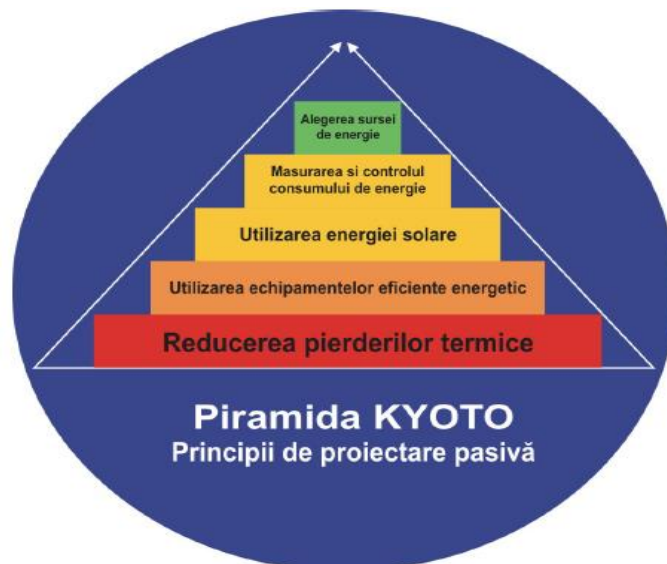 Alegerea sursei
de energie
Masurarea si controlul
consumului de energie
Utilizarea energiei solare
Utilizarea echipamentelor eficiente energetic
Reducerea pierderilor termice
Piramida KYOTO
Principii de proiectare pasivă